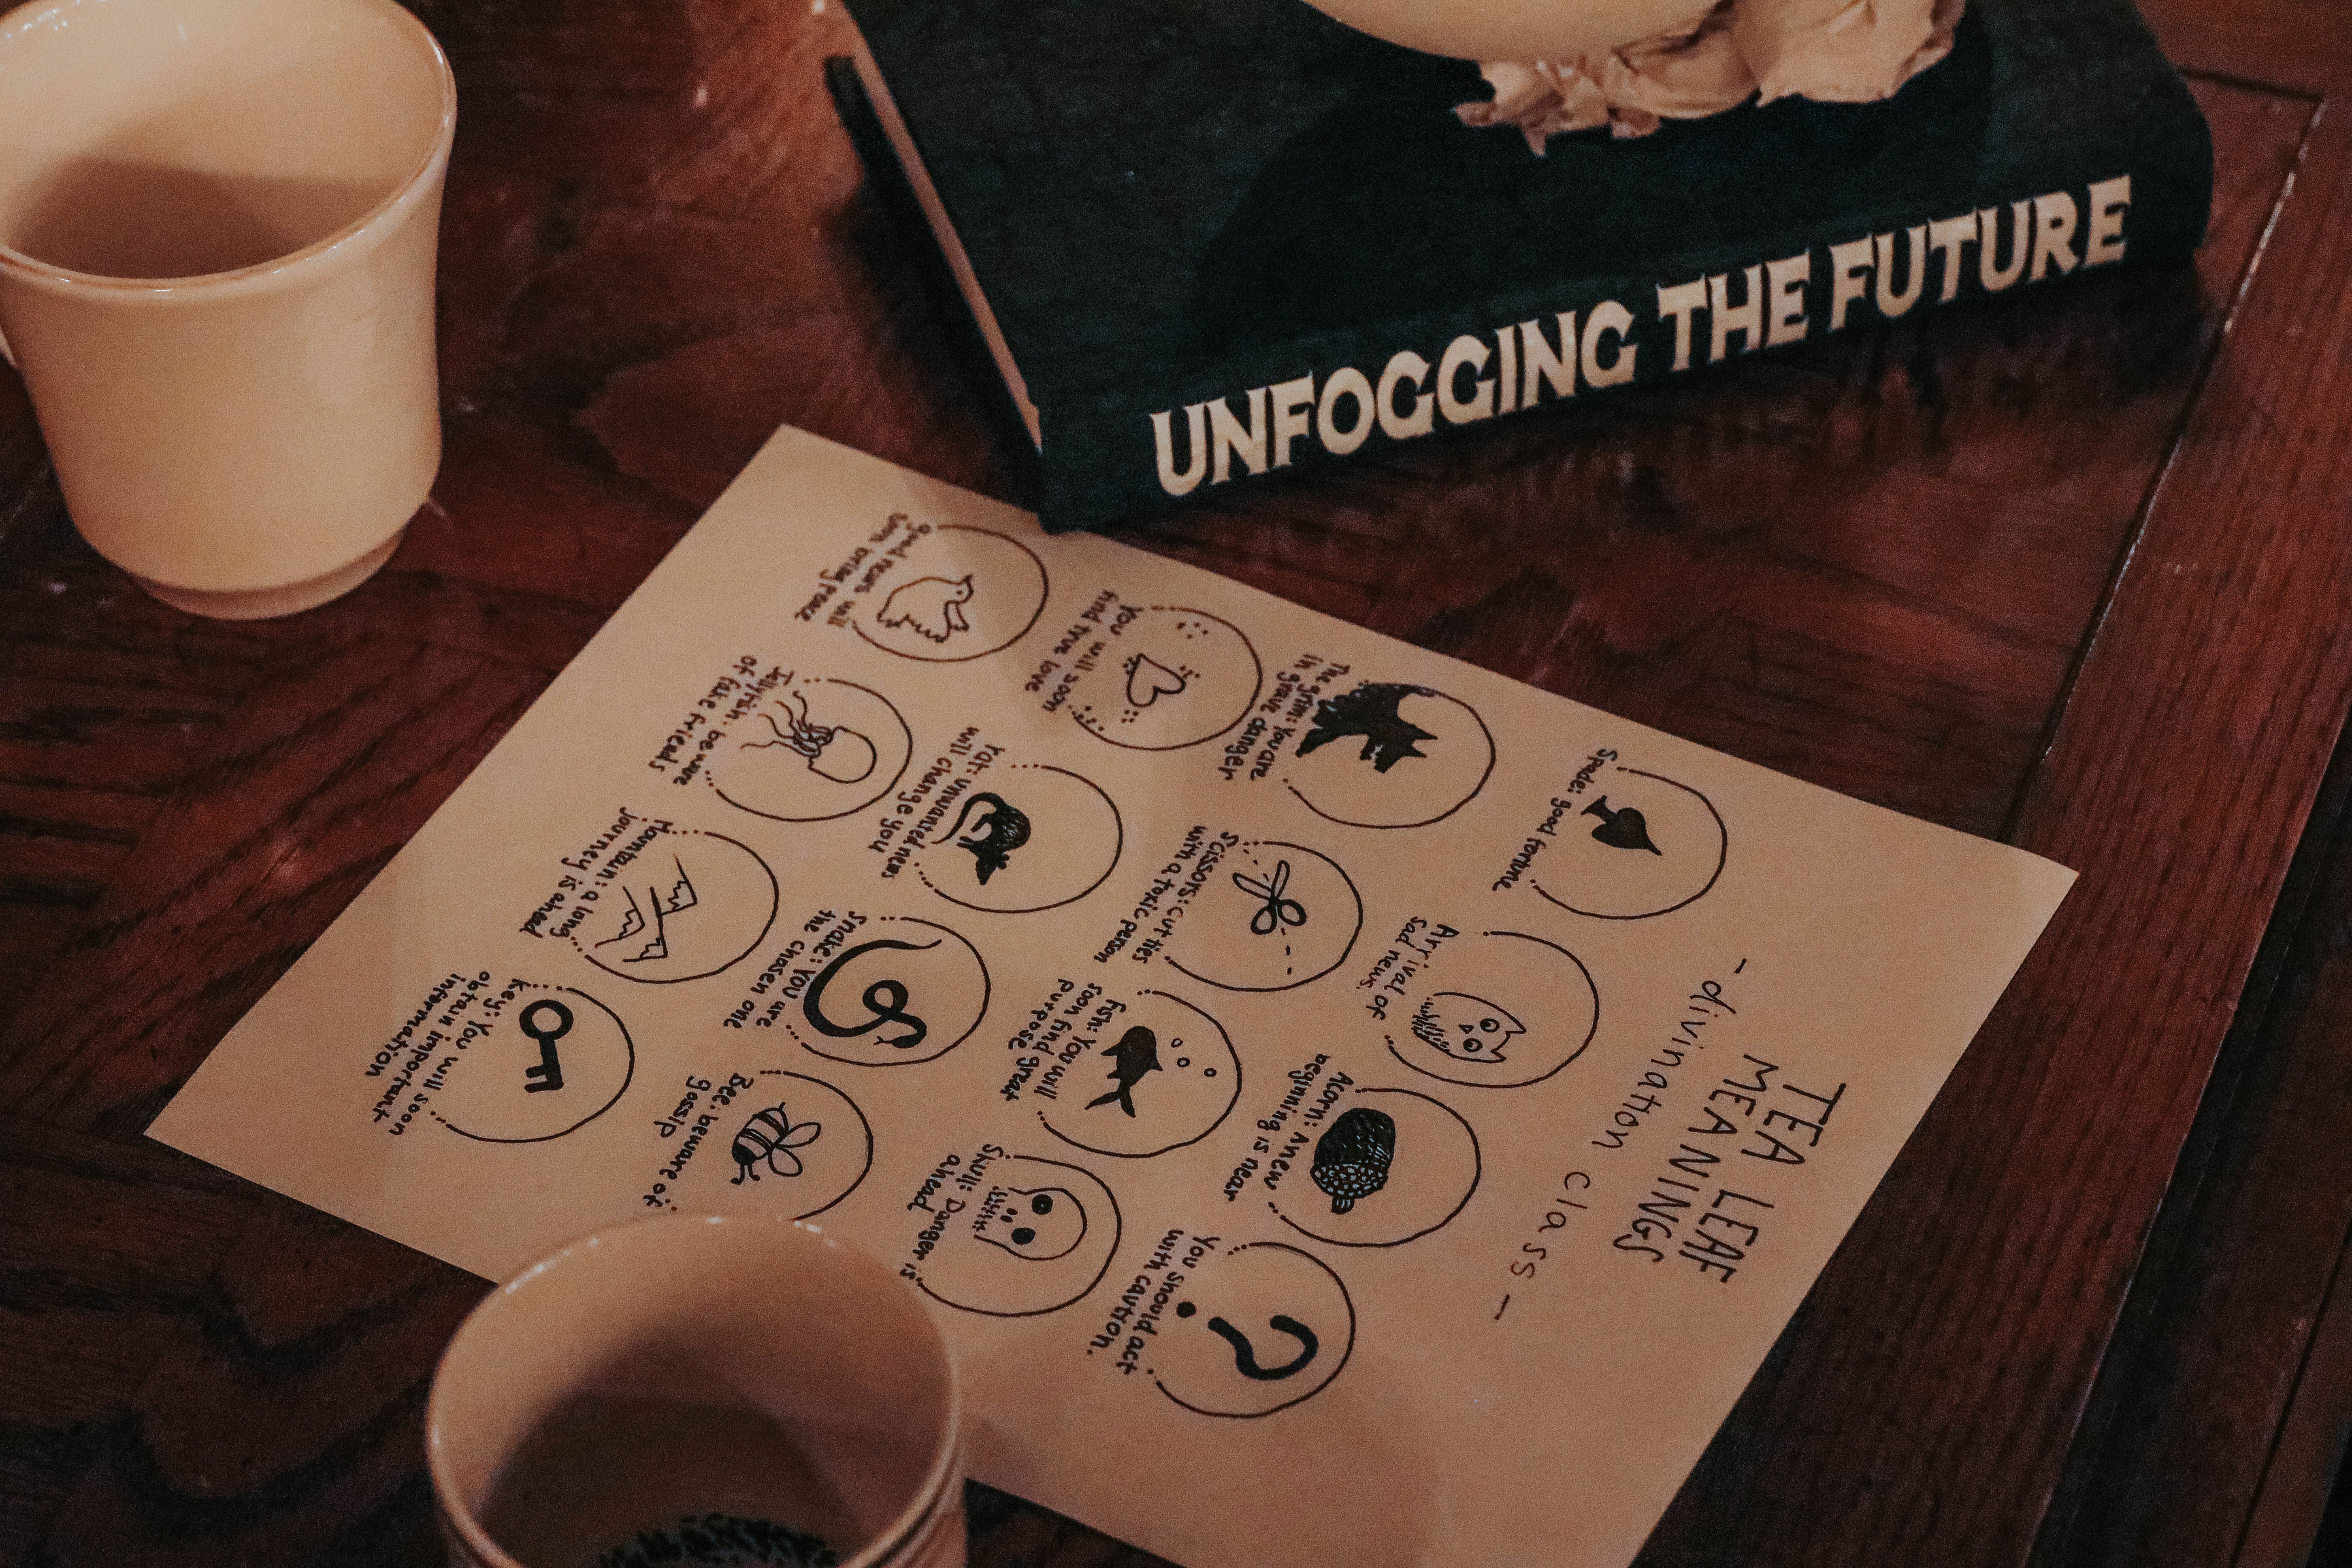 UNFOGGING THE FUTURE
TEA LEAF
MEANINGS
- divination class -
Spade: good fortune
Arrival of
sad news.
Acorn: A new
beginning is near
You should act
with caution.
The grim: You are
in grave danger
Scissors: cut ties
with a toxic person
fish: You will
soon find great
purpose
Skull: Danger is
ahead
You will soon
find true love
rat: unwanted news
will change you
Snake: you are
the chosen one
Bee: beware of
gossip
good news will
soon bring peace
Jellyfish: beware
of fake friends
Mountain: a long
journey is ahead
key: You will soon
obtain important
information